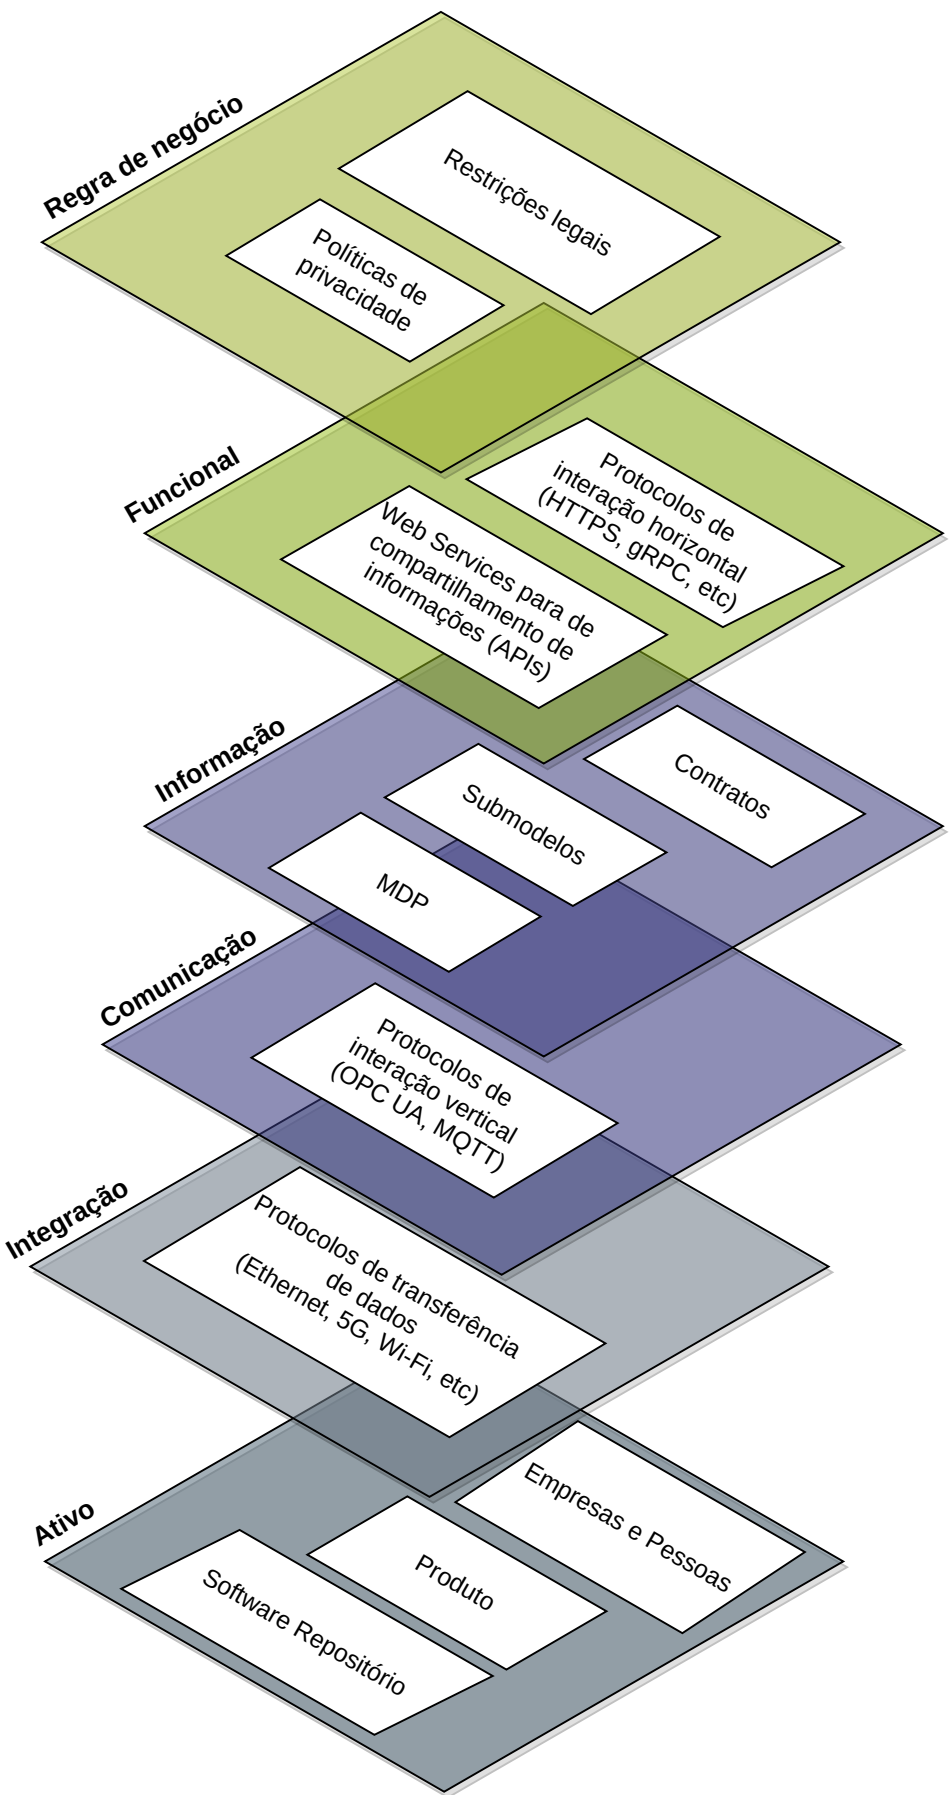 Regra de negócio
Restrições legais
Políticas de
privacidade
Funcional
Protocolos de
interação horizontal
(HTTPS, gRPC, etc)
Web Services para de
compartilhamento de
informações (APIs)
Informação
Contratos
Submodelos
MDP
Comunicação
Protocolos de
interação vertical
(OPC UA, MQTT)
Integração
Protocolos de transferência
de dados
(Ethernet, 5G, Wi-Fi, etc)
Ativo
Empresas e Pessoas
Produto
Software Repositório